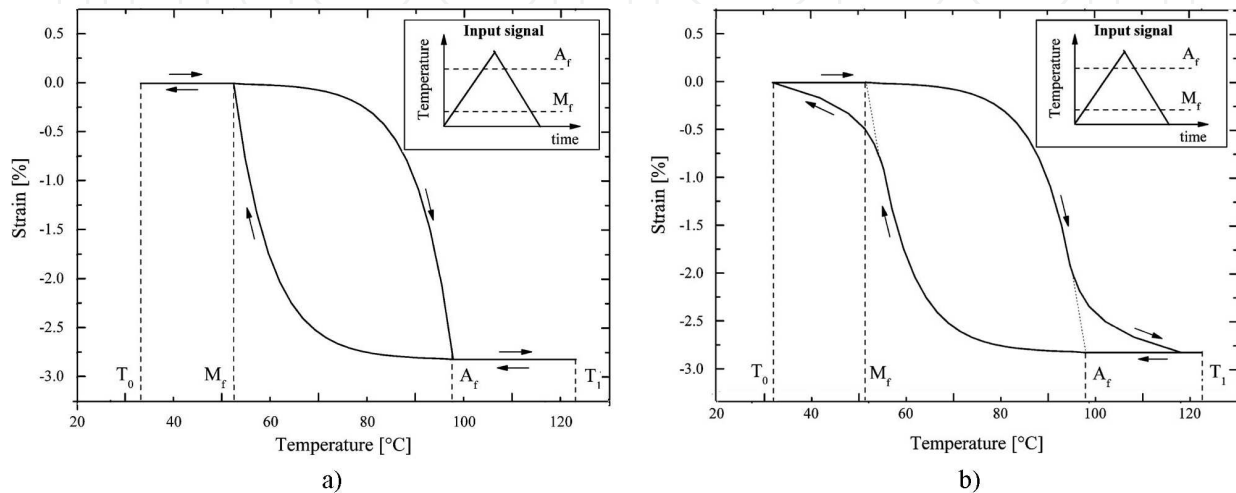 0.5
0.0
-0.5
-1.0
-1.5
-2.0
-2.5
-3.0
Strain [%]
Input signal
Temperature
A_f
M_f
time
T_0
M_f
A_f
T_1
20 40 60 80 100 120
Temperature [°C]
a)
0.5
0.0
-0.5
-1.0
-1.5
-2.0
-2.5
-3.0
Strain [%]
Input signal
Temperature
A_f
M_f
time
T_0
M_f
A_f
T_1
20 40 60 80 100 120
Temperature [°C]
b)